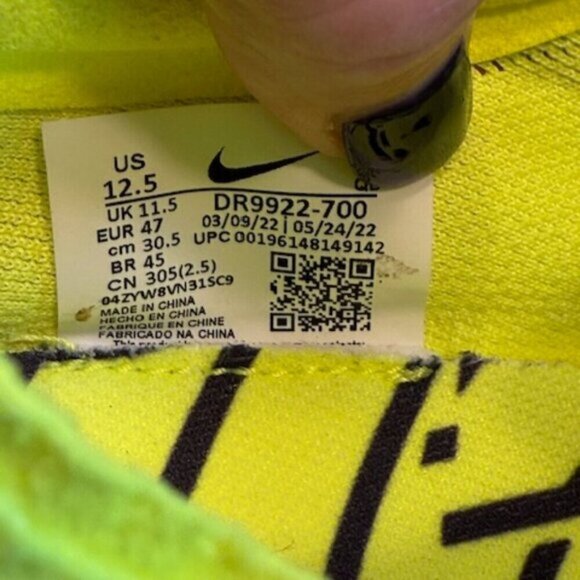 US
12.5
UK 11.5
EUR 47
cm 30.5
BR 45
CN 305(2.5)
04ZYW8VN31SC9
MADE IN CHINA
HECHO EN CHINA
FABRIQUE EN CHINE
FABRICADO NA CHINA
DR9922-700
03/09/22 | 05/24/22
UPC 00196148149142